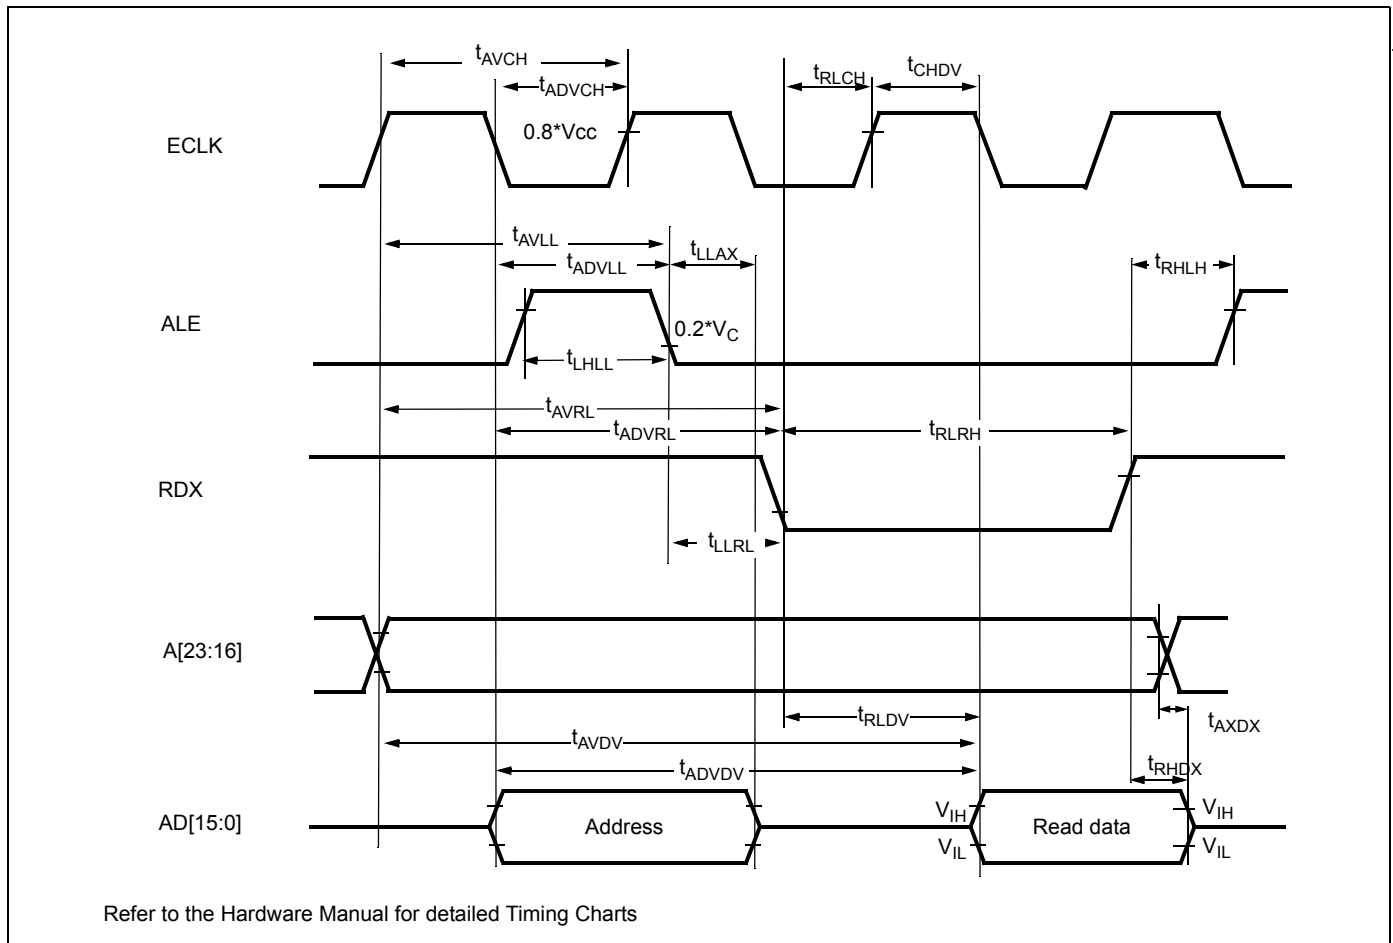 tAVCH
tADVCH
tRLCH
tCHDV
0.8*Vcc
ECLK
tAVLL
tADVLL
tLLAX
tRHLH
ALE
0.2*VC
tLHLL
tAVRL
tADVRL
tRLRH
RDX
tLLRL
A[23:16]
tRLDV
tAXDX
tAVDV
tADVDV
tRHDX
AD[15:0]
Address
VIH
VIL
Read data
VIH
VIL
Refer to the Hardware Manual for detailed Timing Charts